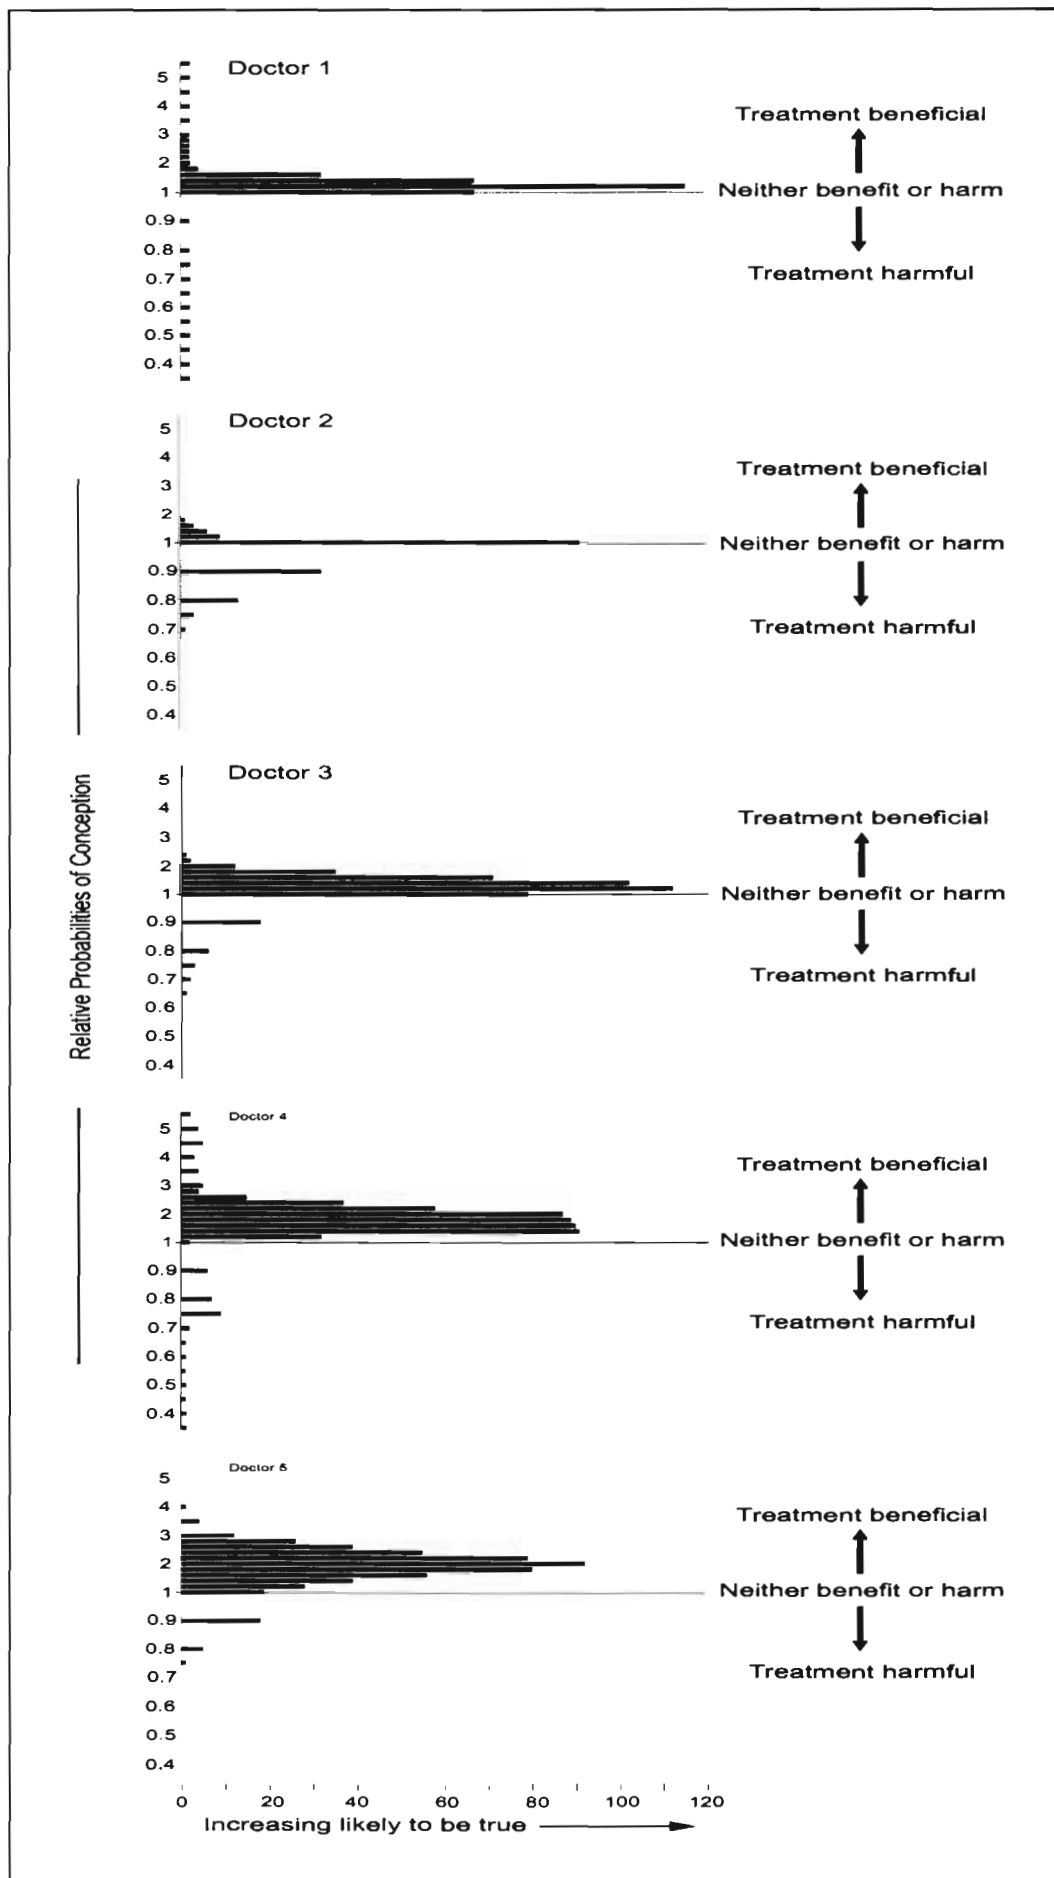 Doctor 1
5
4
3
2
1
0.9
0.8
0.7
0.6
0.5
0.4
Treatment beneficial
Neither benefit or harm
Treatment harmful
Doctor 2
5
4
3
2
1
0.9
0.8
0.7
0.6
0.5
0.4
Treatment beneficial
Neither benefit or harm
Treatment harmful
Relative Probabilities of Conception
Doctor 3
5
4
3
2
1
0.9
0.8
0.7
0.6
0.5
0.4
Treatment beneficial
Neither benefit or harm
Treatment harmful
Doctor 4
5
4
3
2
1
0.9
0.8
0.7
0.6
0.5
0.4
Treatment beneficial
Neither benefit or harm
Treatment harmful
Doctor 5
5
4
3
2
1
0.9
0.8
0.7
0.6
0.5
0.4
Treatment beneficial
Neither benefit or harm
Treatment harmful
0 20 40 60 80 100 120
Increasing likely to be true